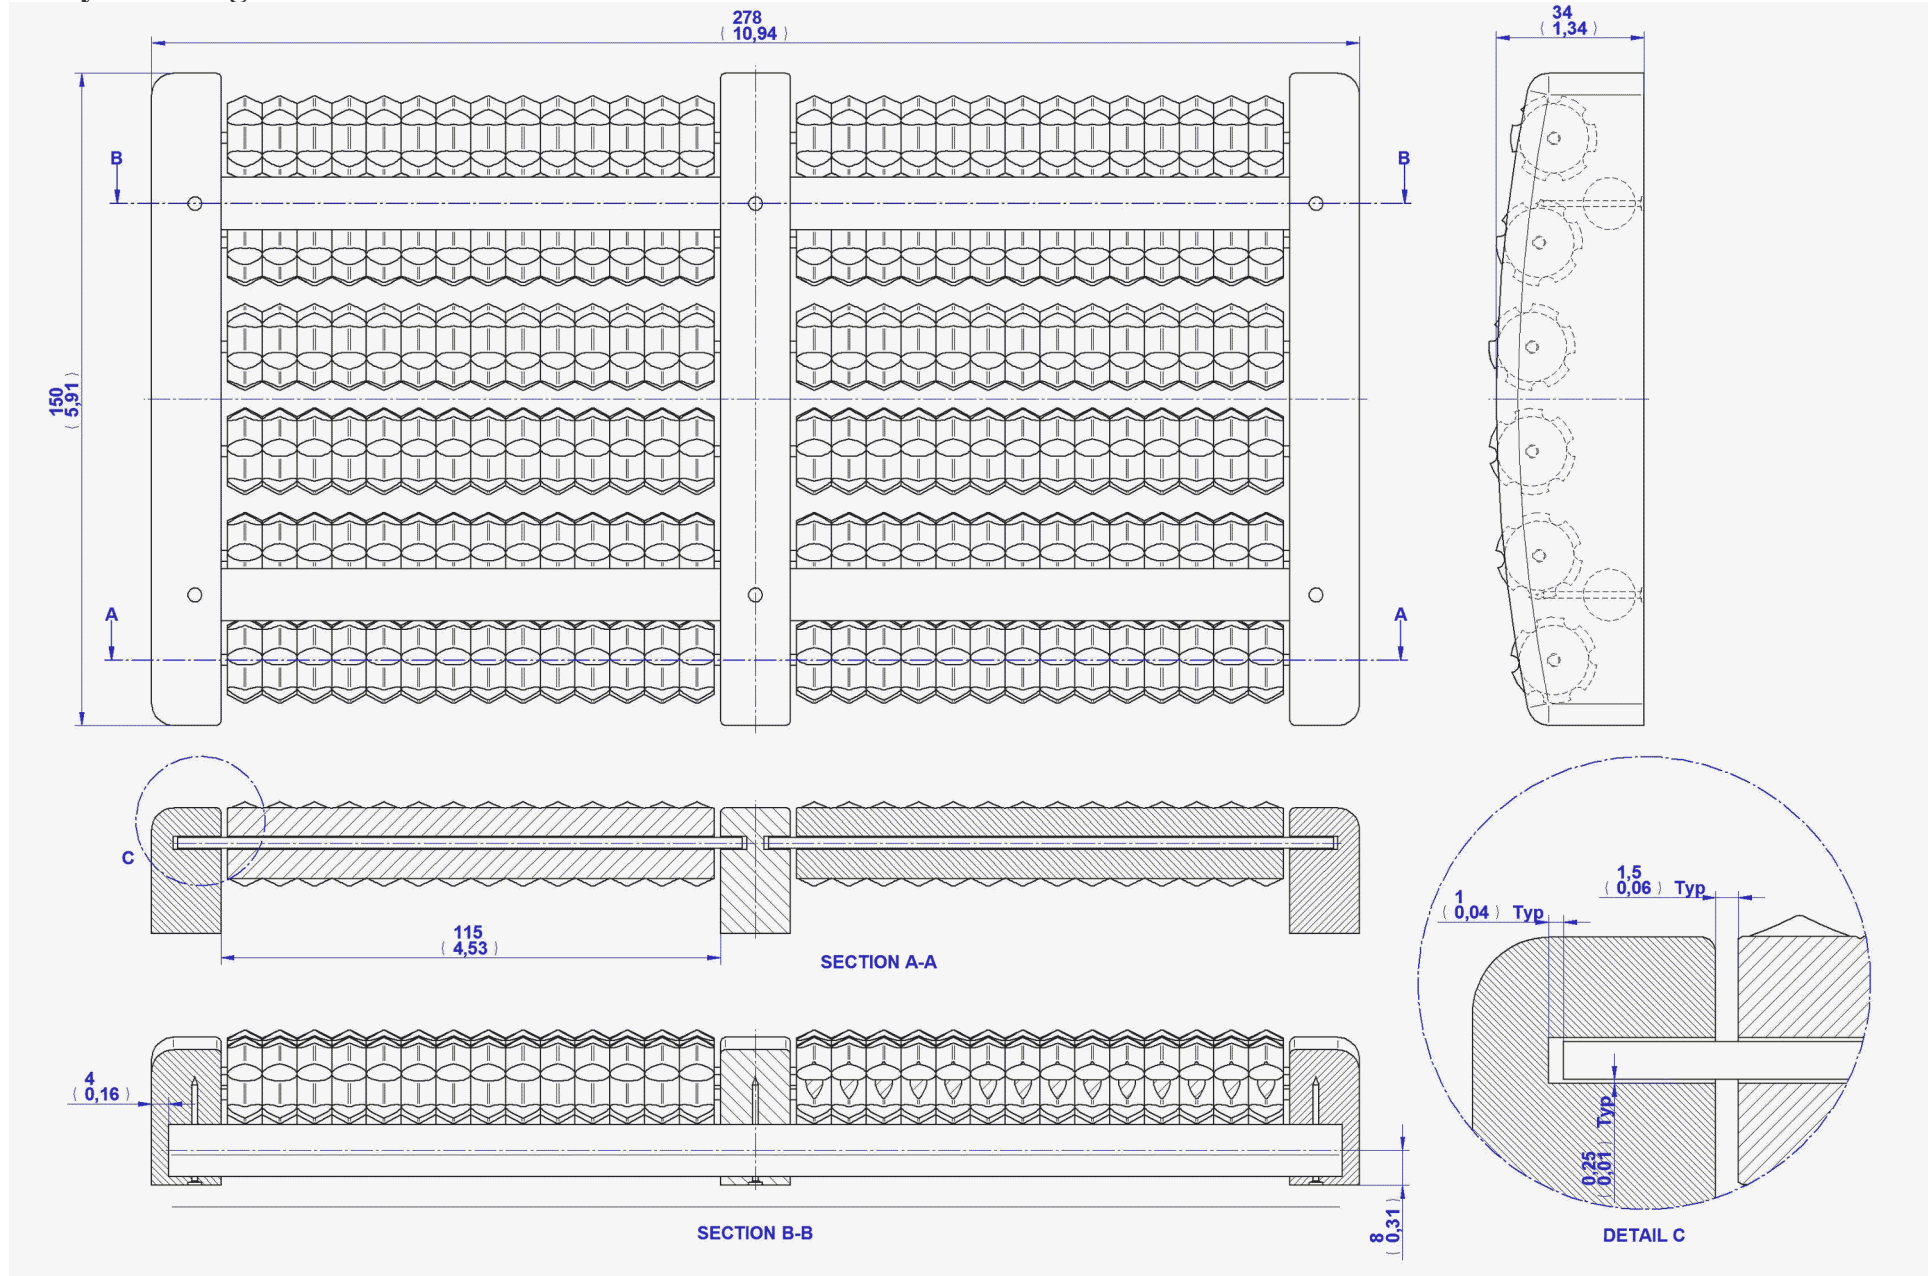 278
( 10,94 )
34
( 1,34 )
B
B
150
( 5,91 )
A
A
C
115
( 4,53 )
SECTION A-A
1,5
( 0,06 ) Typ
1
( 0,04 ) Typ
4
( 0,16 )
0,25
( 0,01 ) Typ
8
( 0,31 )
SECTION B-B
DETAIL C